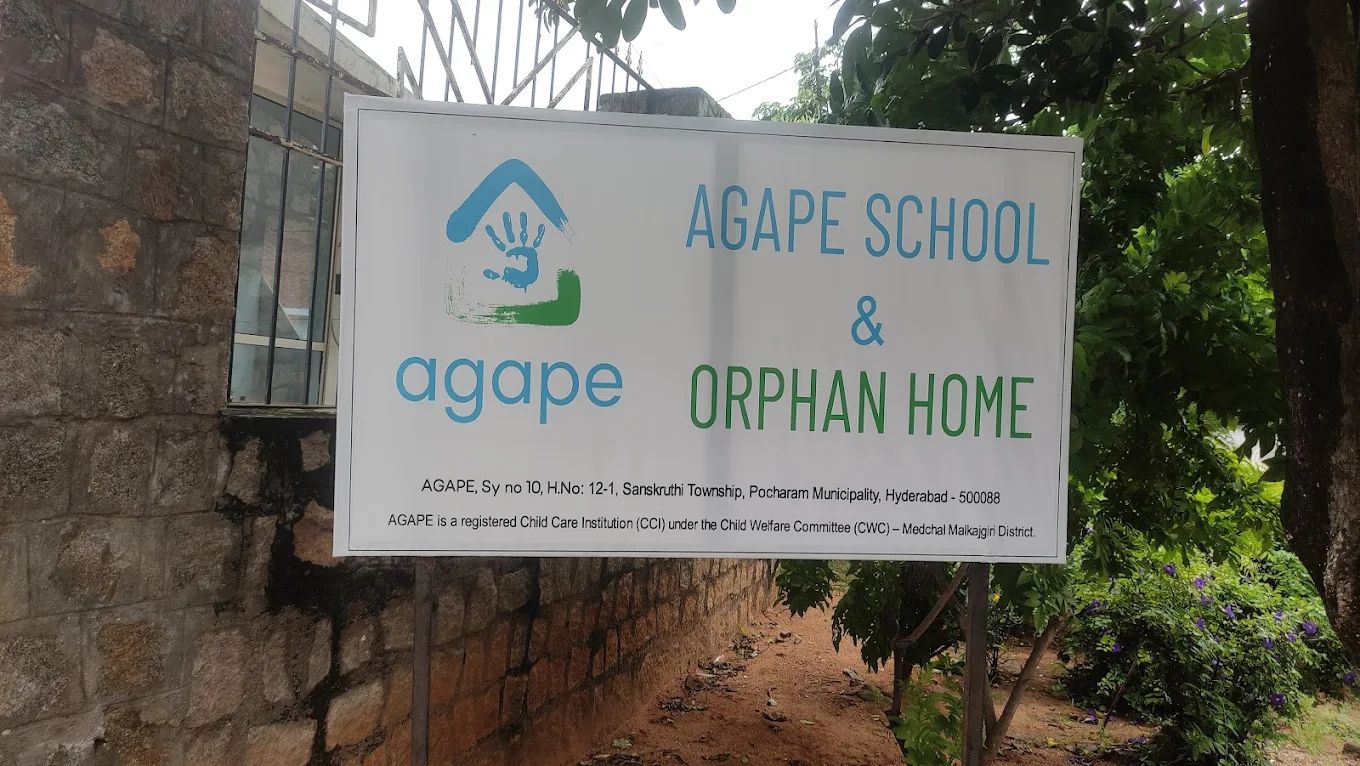 agape
AGAPE SCHOOL
&
ORPHAN HOME
AGAPE, Sy no 10, H.No: 12-1, Sanskruthi Township, Pocharam Municipality, Hyderabad - 500088
AGAPE is a registered Child Care Institution (CCI) under the Child Welfare Committee (CWC) – Medchal Malkajgiri District.